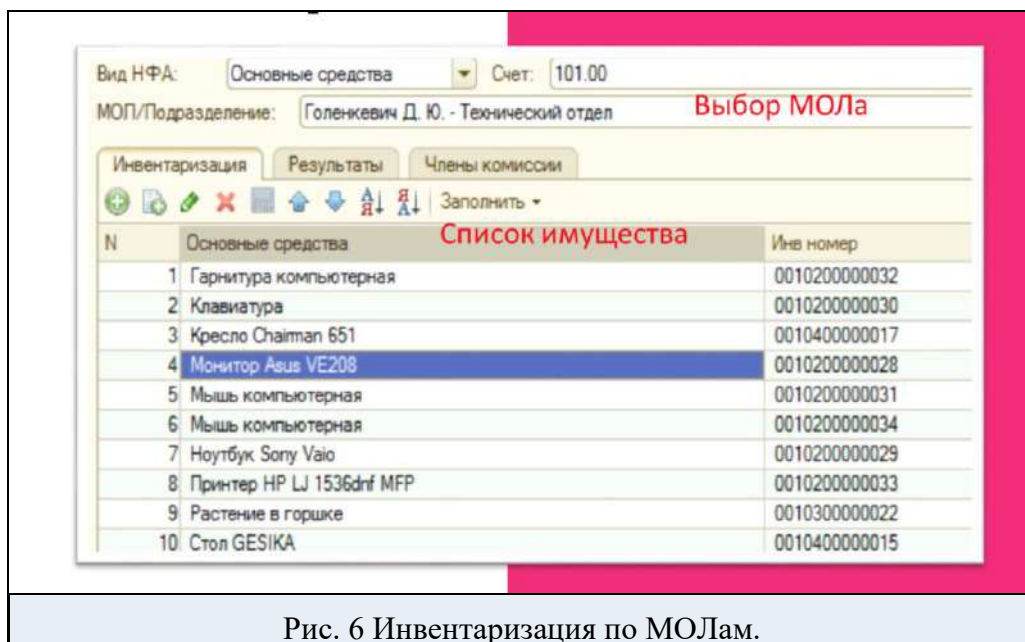 Вид НФА: Основные средства Счет: 101.00
МОП/Подразделение: Голенкевич Д. Ю. - Технический отдел Выбор МОЛа
Инвентаризация Результаты Члены комиссии
Заполнить
N Основные средства Список имущества Инв номер
1 Гарнитура компьютерная 0010200000032
2 Клавиатура 0010200000030
3 Кресло Chairman 651 0010400000017
4 Монитор Asus VE208 0010200000028
5 Мышь компьютерная 0010200000031
6 Мышь компьютерная 0010200000034
7 Ноутбук Sony Vaio 0010200000029
8 Принтер HP LJ 1536dnf MFP 0010200000033
9 Растение в горшке 0010300000022
10 Стол GESIKA 0010400000015
Рис. 6 Инвентаризация по МОЛам.